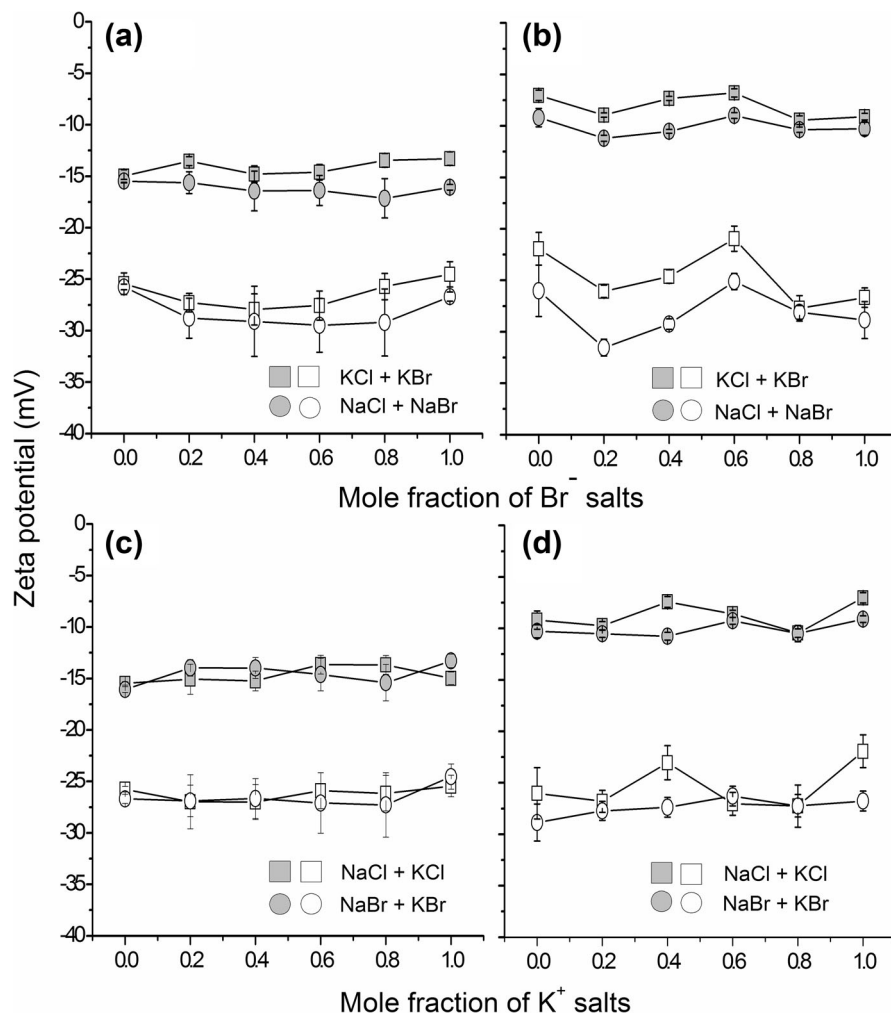 (a)
(b)
0
-5
-10
-15
-20
-25
-30
-35
-40
KCl + KBr
NaCl + NaBr
KCl + KBr
NaCl + NaBr
0.0 0.2 0.4 0.6 0.8 1.0
0.0 0.2 0.4 0.6 0.8 1.0
Mole fraction of Br⁻ salts
Zeta potential (mV)
(c)
(d)
0
-5
-10
-15
-20
-25
-30
-35
-40
NaCl + KCl
NaBr + KBr
NaCl + KCl
NaBr + KBr
0.0 0.2 0.4 0.6 0.8 1.0
0.0 0.2 0.4 0.6 0.8 1.0
Mole fraction of K⁺ salts